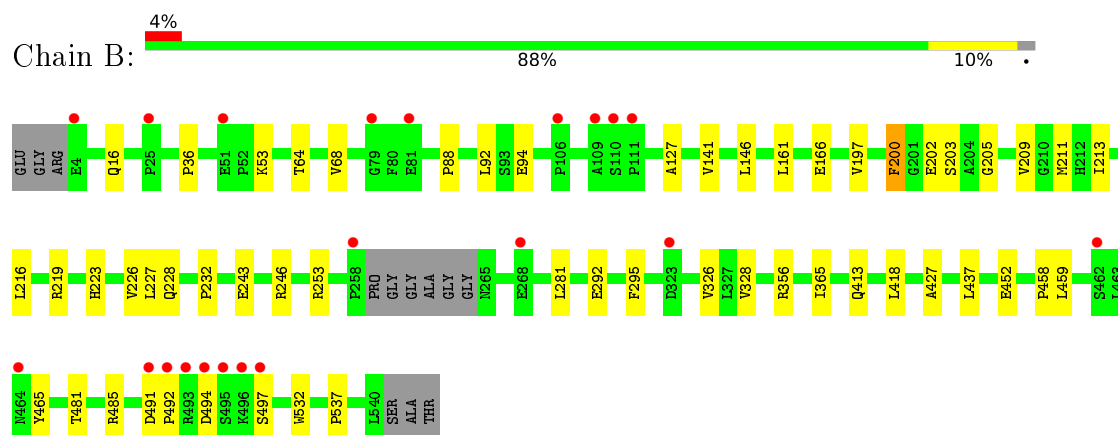 4%
Chain B:
88% 10% •
GLU GLY ARG E4 Q16 P25 P36 E51 P52 K53 T64 V68 G79 F80 E81 P88 L92 S93 E94 P106 A109 S110 P111 A127 V141 L146 L161 E166 V197 F200 G201 E202 S203 A204 G205 V209 G210 M211 H212 I213
L216 R219 H223 V226 L227 Q228 P232 E243 R246 R253 P258 PRO GLY GLY ALA GLY GLY N265 E268 L281 E292 F295 D323 V326 L327 V328 R356 I365 Q413 L418 A427 L437 E452 P458 L459 S462 L463
N464 Y465 T481 R485 D491 P492 R493 D494 S495 K496 S497 W532 P537 L540 SER ALA THR